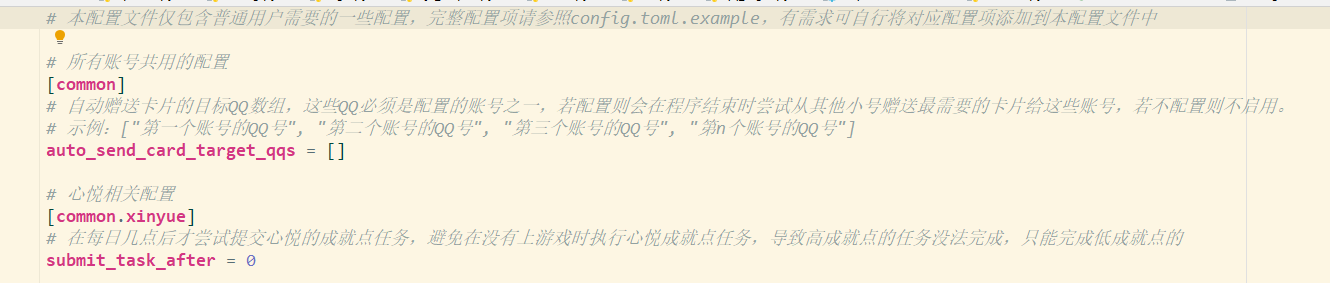 # 本配置文件仅包含普通用户需要的一些配置，完整配置项请参照config.toml.example，有需求可自行将对应配置项添加到本配置文件中
# 所有账号共用的配置
[common]
# 自动赠送卡片的目标QQ数组，这些QQ必须是配置的账号之一，若配置则会在程序结束时尝试从其他小号赠送最需要的卡片给这些账号，若不配置则不启用。
# 示例：["第一个账号的QQ号", "第二个账号的QQ号", "第三个账号的QQ号", "第n个账号的QQ号"]
auto_send_card_target_qqs = []
# 心悦相关配置
[common.xinyue]
# 在每日几点后才尝试提交心悦的成就点任务，避免在没有上游戏时执行心悦成就点任务，导致高成就点的任务没法完成，只能完成低成就点的
submit_task_after = 0